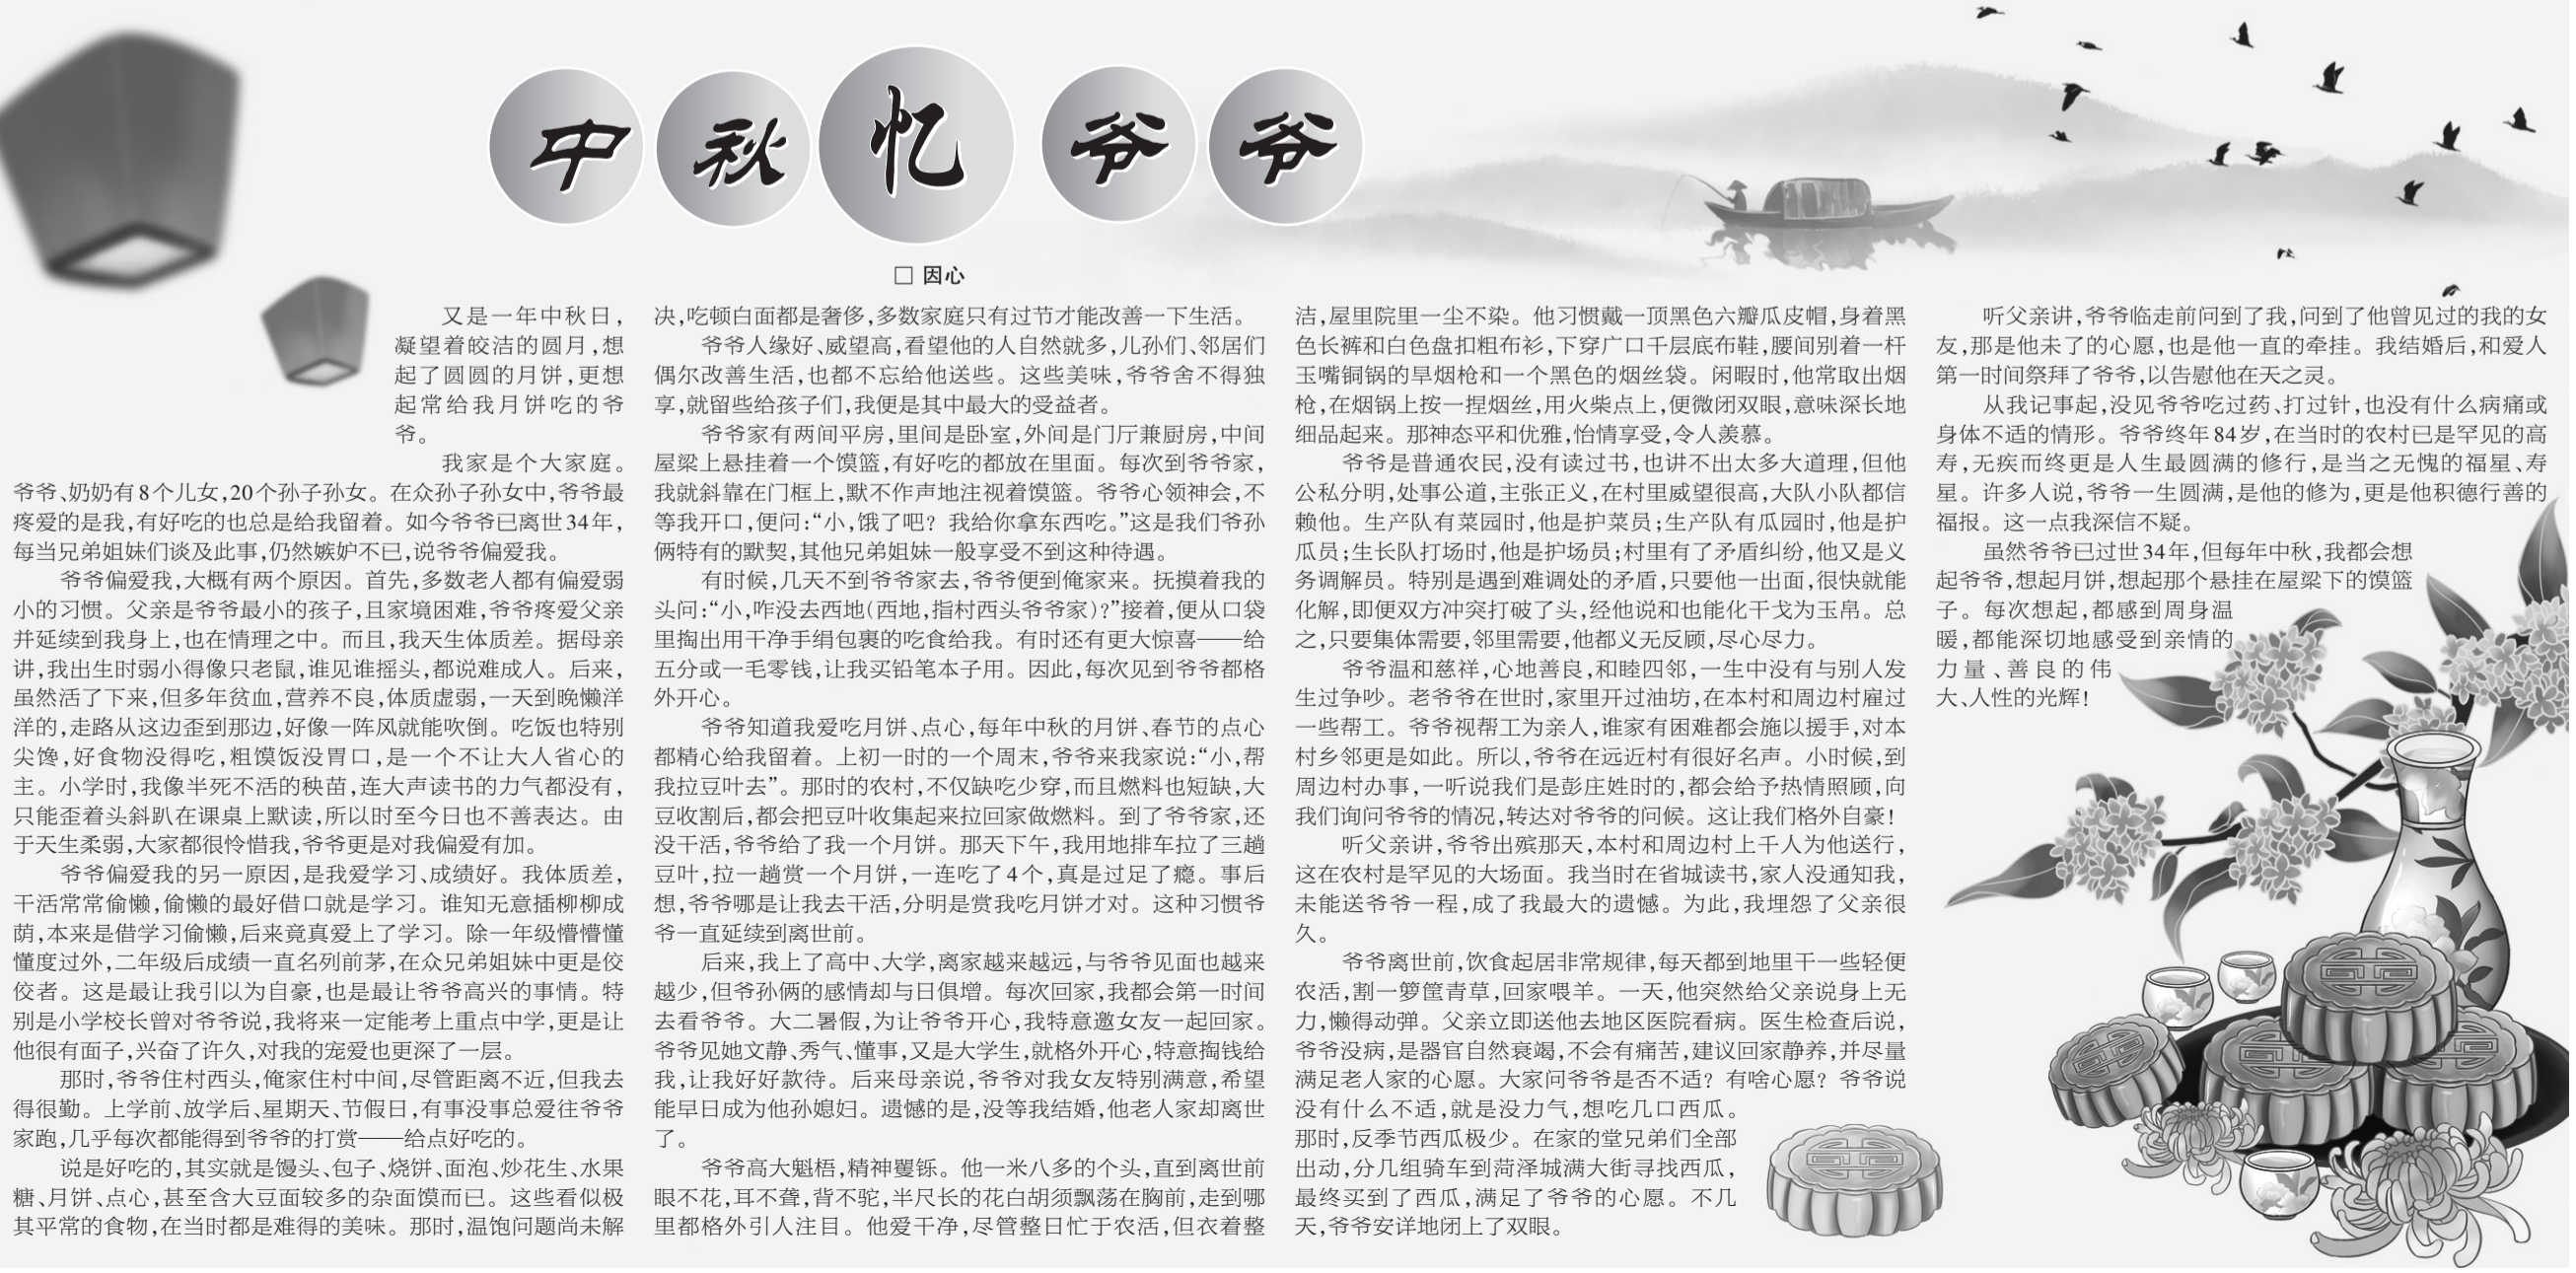 中秋忆爷爷
□ 因心
又是一年中秋日，
凝望着皎洁的圆月，想
起了圆圆的月饼，更想
起常给我月饼吃的爷
爷。
我家是个大家庭。
爷爷、奶奶有8个儿女，20个孙子孙女。在众孙子孙女中，爷爷最
疼爱的是我，有好吃的也总是给我留着。如今爷爷已离世34年，
每当兄弟姐妹们谈及此事，仍然嫉妒不已，说爷爷偏爱我。
爷爷偏爱我，大概有两个原因。首先，多数老人都有偏爱弱
小的习惯。父亲是爷爷最小的孩子，且家境困难，爷爷疼爱父亲
并延续到我身上，也在情理之中。而且，我天生体质差。据母亲
讲，我出生时弱小得像只老鼠，谁见谁摇头，都说难成人。后来，
虽然活了下来，但多年贫血，营养不良，体质虚弱，一天到晚懒洋
洋的，走路从这边歪到那边，好像一阵风就能吹倒。吃饭也特别
尖馋，好食物没得吃，粗馍饭没胃口，是一个不让大人省心的
主。小学时，我像半死不活的秧苗，连大声读书的力气都没有，
只能歪着头斜趴在课桌上默读，所以时至今日也不善表达。由
于天生柔弱，大家都很怜惜我，爷爷更是对我偏爱有加。
爷爷偏爱我的另一原因，是我爱学习、成绩好。我体质差，
干活常常偷懒，偷懒的最好借口就是学习。谁知无意插柳柳成
荫，本来是借学习偷懒，后来竟真爱上了学习。除一年级懵懵懂
懂度过外，二年级后成绩一直名列前茅，在众兄弟姐妹中更是佼
佼者。这是最让我引以为自豪，也是最让爷爷高兴的事情。特
别是小学校长曾对爷爷说，我将来一定能考上重点中学，更是让
他很有面子，兴奋了许久，对我的宠爱也更深了一层。
那时，爷爷住村西头，俺家住村中间，尽管距离不近，但我去
得很勤。上学前、放学后、星期天、节假日，有事没事总爱往爷爷
家跑，几乎每次都能得到爷爷的打赏——给点好吃的。
说是好吃的，其实就是馒头、包子、烧饼、面泡、炒花生、水果
糖、月饼、点心，甚至含大豆面较多的杂面馍而已。这些看似极
其平常的食物，在当时都是难得的美味。那时，温饱问题尚未解
决，吃顿白面都是奢侈，多数家庭只有过节才能改善一下生活。
爷爷人缘好、威望高，看望他的人自然就多，儿孙们、邻居们
偶尔改善生活，也都不忘给他送些。这些美味，爷爷舍不得独
享，就留些给孩子们，我便是其中最大的受益者。
爷爷家有两间平房，里间是卧室，外间是门厅兼厨房，中间
屋梁上悬挂着一个馍篮，有好吃的都放在里面。每次到爷爷家，
我就斜靠在门框上，默不作声地注视着馍篮。爷爷心领神会，不
等我开口，便问：“小，饿了吧？我给你拿东西吃。”这是我们爷孙
俩特有的默契，其他兄弟姐妹一般享受不到这种待遇。
有时候，几天不到爷爷家去，爷爷便到俺家来。抚摸着我的
头问：“小，咋没去西地（西地，指村西头爷爷家）？”接着，便从口袋
里掏出用干净手绢包裹的吃食给我。有时还有更大惊喜——给
五分或一毛零钱，让我买铅笔本子用。因此，每次见到爷爷都格
外开心。
爷爷知道我爱吃月饼、点心，每年中秋的月饼、春节的点心
都精心给我留着。上初一时的一个周末，爷爷来我家说：“小，帮
我拉豆叶去”。那时的农村，不仅缺吃少穿，而且燃料也短缺，大
豆收割后，都会把豆叶收集起来拉回家做燃料。到了爷爷家，还
没干活，爷爷给了我一个月饼。那天下午，我用地排车拉了三趟
豆叶，拉一趟赏一个月饼，一连吃了4个，真是过足了瘾。事后
想，爷爷哪是让我去干活，分明是赏我吃月饼才对。这种习惯爷
爷一直延续到离世前。
后来，我上了高中、大学，离家越来越远，与爷爷见面也越来
越少，但爷孙俩的感情却与日俱增。每次回家，我都会第一时间
去看爷爷。大二暑假，为让爷爷开心，我特意邀女友一起回家。
爷爷见她文静、秀气、懂事，又是大学生，就格外开心，特意掏钱给
我，让我好好款待。后来母亲说，爷爷对我女友特别满意，希望
能早日成为他孙媳妇。遗憾的是，没等我结婚，他老人家却离世
了。
爷爷高大魁梧，精神矍铄。他一米八多的个头，直到离世前
眼不花，耳不聋，背不驼，半尺长的花白胡须飘荡在胸前，走到哪
里都格外引人注目。他爱干净，尽管整日忙于农活，但衣着整
洁，屋里院里一尘不染。他习惯戴一顶黑色六瓣瓜皮帽，身着黑
色长裤和白色盘扣粗布衫，下穿广口千层底布鞋，腰间别着一杆
玉嘴铜锅的旱烟枪和一个黑色的烟丝袋。闲暇时，他常取出烟
枪，在烟锅上按一捏烟丝，用火柴点上，便微闭双眼，意味深长地
细品起来。那神态平和优雅，怡情享受，令人羡慕。
爷爷是普通农民，没有读过书，也讲不出太多大道理，但他
公私分明，处事公道，主张正义，在村里威望很高，大队小队都信
赖他。生产队有菜园时，他是护菜员；生产队有瓜园时，他是护
瓜员；生长队打场时，他是护场员；村里有了矛盾纠纷，他又是义
务调解员。特别是遇到难调处的矛盾，只要他一出面，很快就能
化解，即便双方冲突打破了头，经他说和也能化干戈为玉帛。总
之，只要集体需要，邻里需要，他都义无反顾，尽心尽力。
爷爷温和慈祥，心地善良，和睦四邻，一生中没有与别人发
生过争吵。老爷爷在世时，家里开过油坊，在本村和周边村雇过
一些帮工。爷爷视帮工为亲人，谁家有困难都会施以援手，对本
村乡邻更是如此。所以，爷爷在远近村有很好名声。小时候，到
周边村办事，一听说我们是彭庄姓时的，都会给予热情照顾，向
我们询问爷爷的情况，转达对爷爷的问候。这让我们格外自豪！
听父亲讲，爷爷出殡那天，本村和周边村上千人为他送行，
这在农村是罕见的大场面。我当时在省城读书，家人没通知我，
未能送爷爷一程，成了我最大的遗憾。为此，我埋怨了父亲很
久。
爷爷离世前，饮食起居非常规律，每天都到地里干一些轻便
农活，割一箩筐青草，回家喂羊。一天，他突然给父亲说身上无
力，懒得动弹。父亲立即送他去地区医院看病。医生检查后说，
爷爷没病，是器官自然衰竭，不会有痛苦，建议回家静养，并尽量
满足老人家的心愿。大家问爷爷是否不适？有啥心愿？爷爷说
没有什么不适，就是没力气，想吃几口西瓜。
那时，反季节西瓜极少。在家的堂兄弟们全部
出动，分几组骑车到菏泽城满大街寻找西瓜，
最终买到了西瓜，满足了爷爷的心愿。不几
天，爷爷安详地闭上了双眼。
听父亲讲，爷爷临走前问到了我，问到了他曾见过的我的女
友，那是他未了的心愿，也是他一直的牵挂。我结婚后，和爱人
第一时间祭拜了爷爷，以告慰他在天之灵。
从我记事起，没见爷爷吃过药、打过针，也没有什么病痛或
身体不适的情形。爷爷终年84岁，在当时的农村已是罕见的高
寿，无疾而终更是人生最圆满的修行，是当之无愧的福星、寿
星。许多人说，爷爷一生圆满，是他的修为，更是他积德行善的
福报。这一点我深信不疑。
虽然爷爷已过世34年，但每年中秋，我都会想
起爷爷，想起月饼，想起那个悬挂在屋梁下的馍篮
子。每次想起，都感到周身温
暖，都能深切地感受到亲情的
力量、善良的伟
大、人性的光辉！